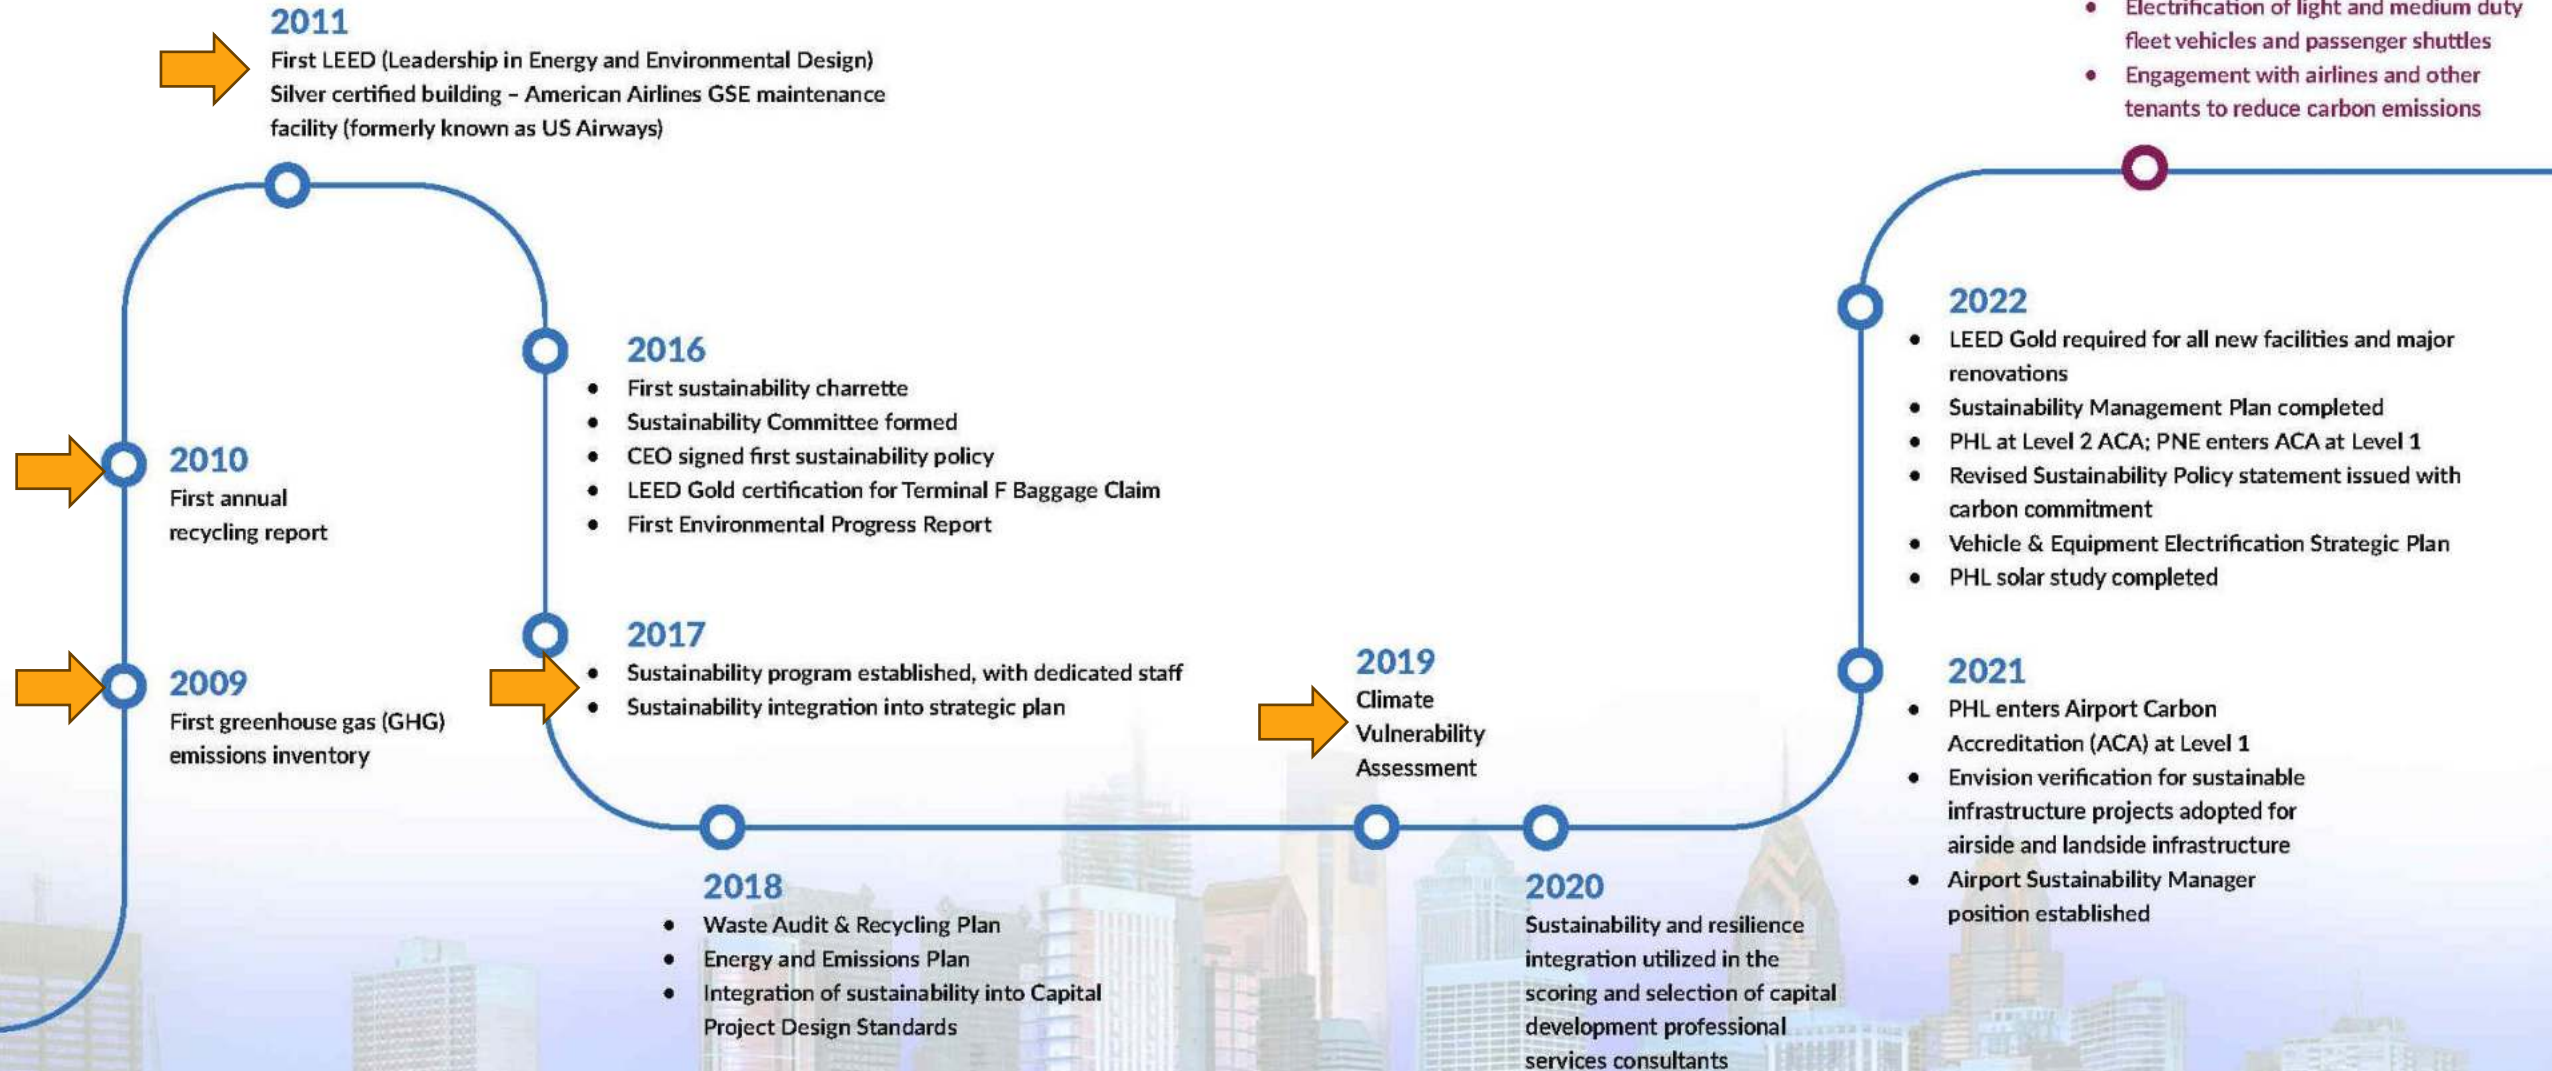 2011
First LEED (Leadership in Energy and Environmental Design)
Silver certified building – American Airlines GSE maintenance
facility (formerly known as US Airways)
2010
First annual
recycling report
2009
First greenhouse gas (GHG)
emissions inventory
2016
• First sustainability charrette
• Sustainability Committee formed
• CEO signed first sustainability policy
• LEED Gold certification for Terminal F Baggage Claim
• First Environmental Progress Report
2017
• Sustainability program established, with dedicated staff
• Sustainability integration into strategic plan
2018
• Waste Audit & Recycling Plan
• Energy and Emissions Plan
• Integration of sustainability into Capital
Project Design Standards
2019
Climate
Vulnerability
Assessment
2020
Sustainability and resilience
integration utilized in the
scoring and selection of capital
development professional
services consultants
2021
• PHL enters Airport Carbon
Accreditation (ACA) at Level 1
• Envision verification for sustainable
infrastructure projects adopted for
airside and landside infrastructure
• Airport Sustainability Manager
position established
2022
• LEED Gold required for all new facilities and major
renovations
• Sustainability Management Plan completed
• PHL at Level 2 ACA; PNE enters ACA at Level 1
• Revised Sustainability Policy statement issued with
carbon commitment
• Vehicle & Equipment Electrification Strategic Plan
• PHL solar study completed
• Electrification of light and medium duty
fleet vehicles and passenger shuttles
• Engagement with airlines and other
tenants to reduce carbon emissions